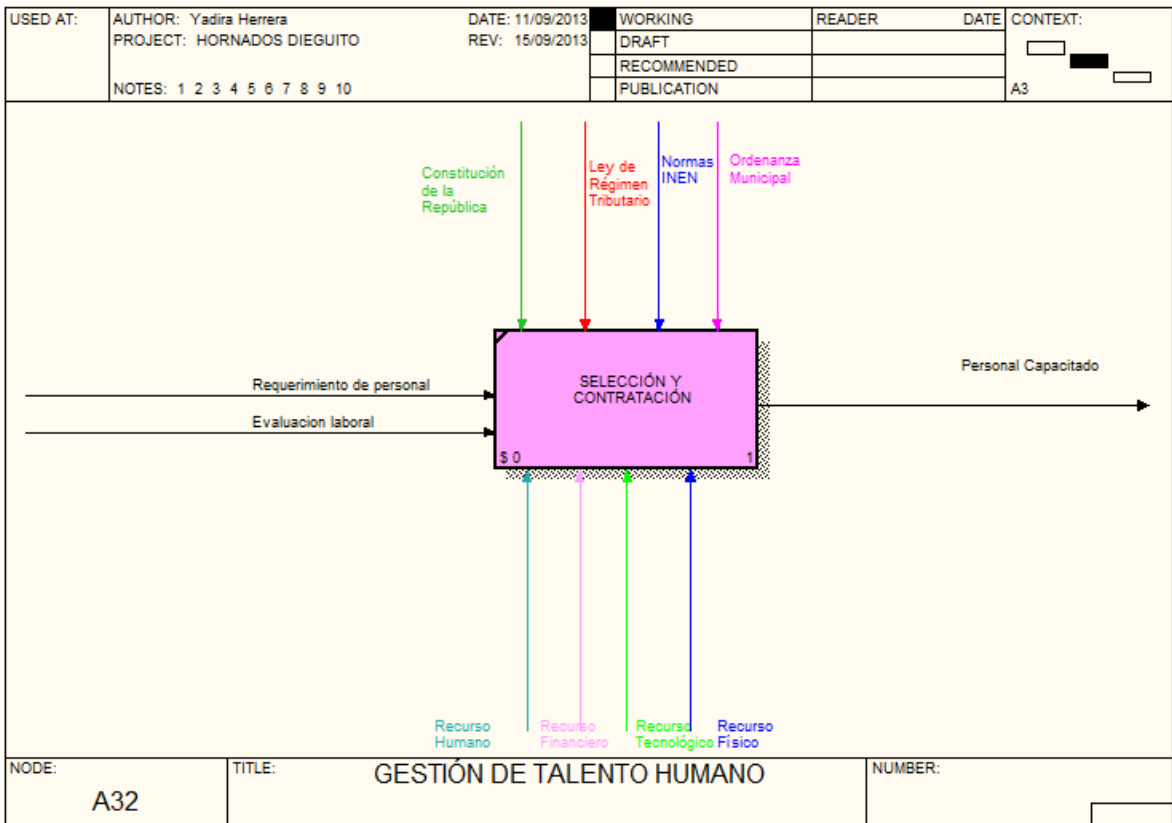 USED AT:
AUTHOR: Yadira Herrera
DATE: 11/09/2013
PROJECT: HORNADOS DIEGUITO
REV: 15/09/2013
NOTES: 1 2 3 4 5 6 7 8 9 10
WORKING
DRAFT
RECOMMENDED
PUBLICATION
READER
DATE
CONTEXT:
A3
Constitución
de la
República
Ley de
Régimen
Tributario
Normas
INEN
Ordenanza
Municipal
Requerimiento de personal
Evaluacion laboral
SELECCIÓN Y
CONTRATACIÓN
$ 0
1
Personal Capacitado
Recurso
Humano
Recurso
Financiero
Recurso
Tecnológico
Recurso
Físico
NODE:
A32
TITLE:
GESTIÓN DE TALENTO HUMANO
NUMBER: